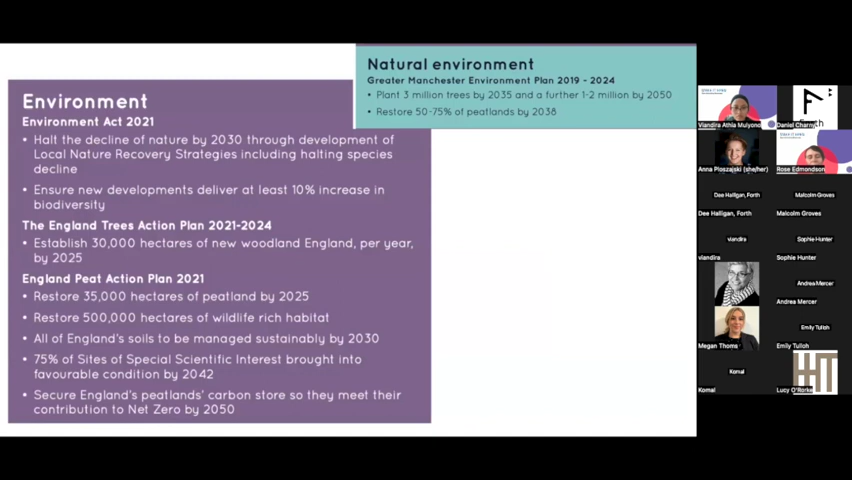 Natural environment
Greater Manchester Environment Plan 2019 - 2024
• Plant 3 million trees by 2035 and a further 1-2 million by 2050
• Restore 50-75% of peatlands by 2038
Environment
Environment Act 2021
• Halt the decline of nature by 2030 through development of
Local Nature Recovery Strategies including halting species
decline
• Ensure new developments deliver at least 10% increase in
biodiversity
The England Trees Action Plan 2021-2024
• Establish 30,000 hectares of new woodland England, per year,
by 2025
England Peat Action Plan 2021
• Restore 35,000 hectares of peatland by 2025
• Restore 500,000 hectares of wildlife rich habitat
• All of England's soils to be managed sustainably by 2030
• 75% of Sites of Special Scientific Interest brought into
favourable condition by 2042
• Secure England's peatlands' carbon store so they meet their
contribution to Net Zero by 2050
Viandira Athia Mulyono
Daniel Charny
Anna Ploszajski (she/her)
Rose Edmondson
Dee Halligan, Forth
Malcolm Groves
Dee Halligan, Forth
Malcolm Groves
viandira
Sophie Hunter
viandira
Sophie Hunter
Andrea Mercer
Andrea Mercer
Emily Tulloh
Megan Thoms
Emily Tulloh
Komal
Komal
Lucy O'Rorke